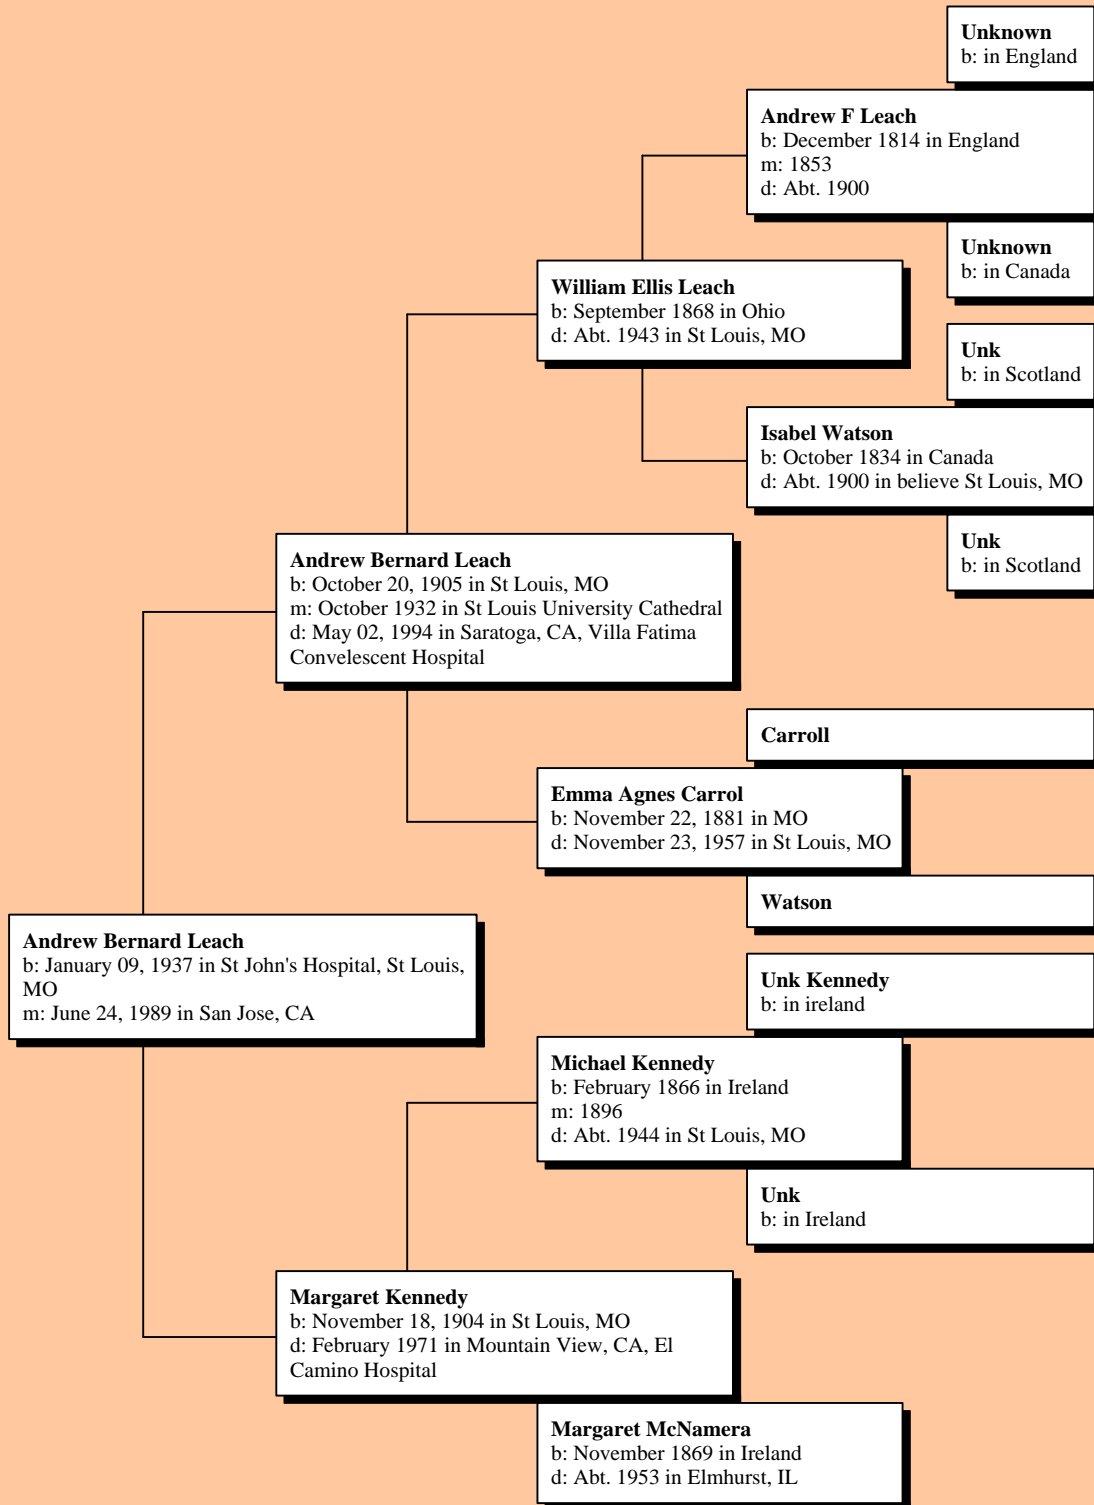 Unknown
b: in England
Andrew F Leach
b: December 1814 in England
m: 1853
d: Abt. 1900
Unknown
b: in Canada
William Ellis Leach
b: September 1868 in Ohio
d: Abt. 1943 in St Louis, MO
Unk
b: in Scotland
Isabel Watson
b: October 1834 in Canada
d: Abt. 1900 in believe St Louis, MO
Unk
b: in Scotland
Andrew Bernard Leach
b: October 20, 1905 in St Louis, MO
m: October 1932 in St Louis University Cathedral
d: May 02, 1994 in Saratoga, CA, Villa Fatima
Convelescent Hospital
Carroll
Emma Agnes Carrol
b: November 22, 1881 in MO
d: November 23, 1957 in St Louis, MO
Watson
Andrew Bernard Leach
b: January 09, 1937 in St John's Hospital, St Louis,
MO
m: June 24, 1989 in San Jose, CA
Unk Kennedy
b: in ireland
Michael Kennedy
b: February 1866 in Ireland
m: 1896
d: Abt. 1944 in St Louis, MO
Unk
b: in Ireland
Margaret Kennedy
b: November 18, 1904 in St Louis, MO
d: February 1971 in Mountain View, CA, El
Camino Hospital
Margaret McNamera
b: November 1869 in Ireland
d: Abt. 1953 in Elmhurst, IL